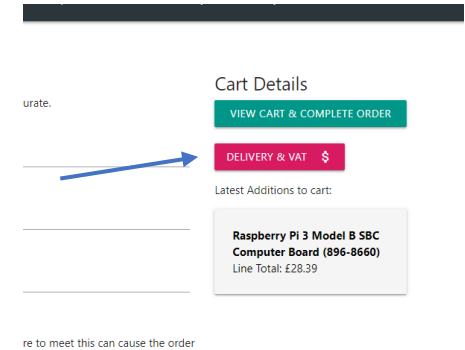 Cart Details
urate.
VIEW CART & COMPLETE ORDER
DELIVERY & VAT $
Latest Additions to cart:
Raspberry Pi 3 Model B SBC
Computer Board (896-8660)
Line Total: £28.39
re to meet this can cause the order